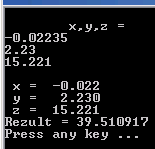 x,y,z =
-0.02235
2.23
15.221
x = -0.022
y = 2.230
z = 15.221
Rezult = 39.510917
Press any key ...